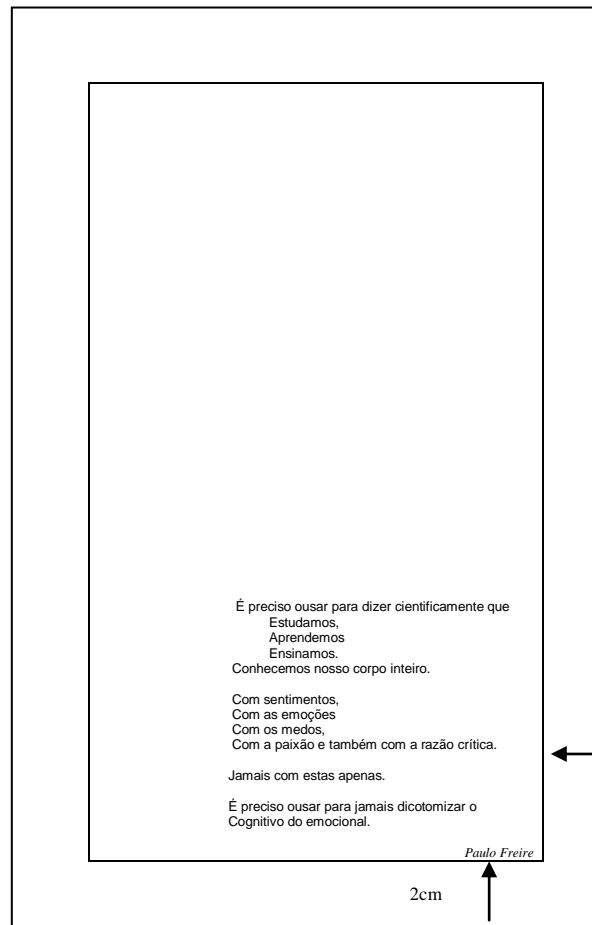 É preciso ousar para dizer cientificamente que
Estudamos,
Aprendemos
Ensinamos.
Conhecemos nosso corpo inteiro.
Com sentimentos,
Com as emoções
Com os medos,
Com a paixão e também com a razão crítica.
Jamais com estas apenas.
É preciso ousar para jamais dicotomizar o
Cognitivo do emocional.
Paulo Freire
2cm